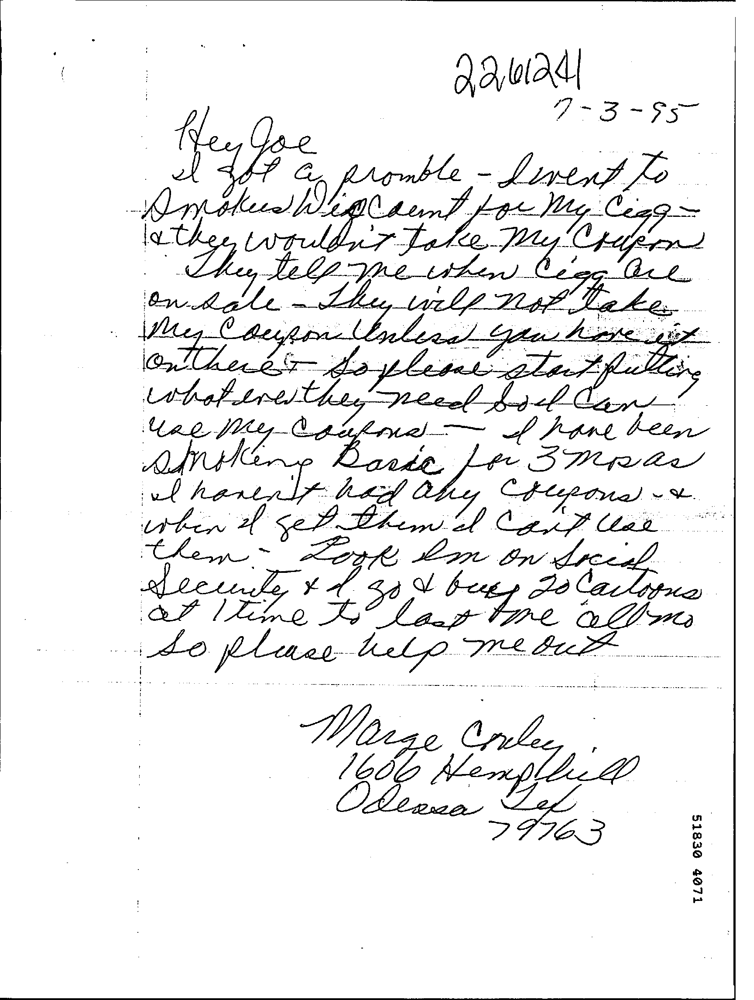 2261241
7-3-95
Hey Joe
I got a promble - I went to
Smokers DisCount for My Cigg -
& they wouldn't take My Coupon
They tell me when Cigg are
on sale - They will not take
My Coupon Unless you have it
on there - So please start putting
what ever they need So I Can
use My Coupons - I have been
Smoking Basic for 3 mos as
I haven't had any Coupons - &
when I get them I Can't Use
them - Look I'm on Social
Security & I go & buy 20 Cartoons
at 1 time to last me all mo
So please help me out
Marge Conley
1606 Hemphill
Odessa Tex
79763
51830 4071